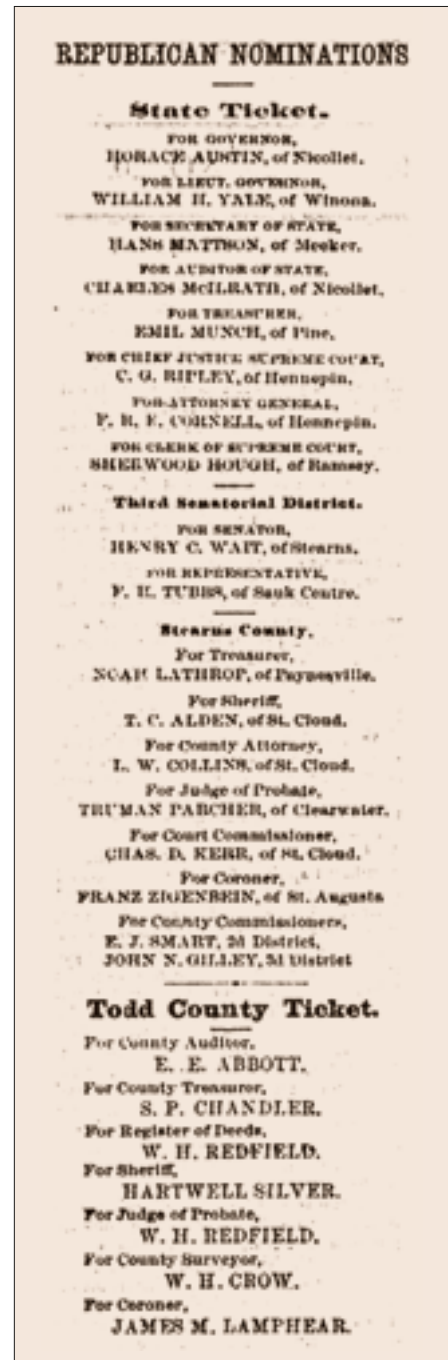 REPUBLICAN NOMINATIONS
State Ticket.
FOR GOVERNOR,
HORACE AUSTIN, of Nicollet.
FOR LIEUT. GOVERNOR,
WILLIAM H. YALE, of Winona.
FOR SECRETARY OF STATE,
HANS MATTSON, of Meeker.
FOR AUDITOR OF STATE,
CHARLES McILRATH, of Nicollet.
FOR TREASURER,
EMIL MUNCH, of Pine.
FOR CHIEF JUSTICE SUPREME COURT,
C. G. RIPLEY, of Hennepin.
FOR ATTORNEY GENERAL,
F. R. E. CORNELL, of Hennepin.
FOR CLERK OF SUPREME COURT,
SHERWOOD HOUGH, of Ramsey.
Third Senatorial District.
FOR SENATOR,
HENRY C. WAIT, of Stearns.
FOR REPRESENTATIVE,
TUBBS, of Sauk Centre.
Stearns County.
For Treasurer,
NOAH LATHROP, of Paynesville.
For Sheriff,
T. C. ALDEN, of St. Cloud.
For County Attorney,
L. W. COLLINS, of St. Cloud.
For Judge of Probate,
TRUMAN PARCHER, of Clearwater.
For Court Commissioner,
CHAS. D. KERR, of St. Cloud.
For Coroner,
FRANZ ZIGENBEIN, of St. Augusta
For County Commissioners,
E. J. SMART, 2d District,
JOHN N. GILLEY, 3d District
Todd County Ticket.
For County Auditor,
E. E. ABBOTT.
For County Treasurer,
S. P. CHANDLER.
For Register of Deeds,
W. H. REDFIELD.
For Sheriff,
HARTWELL SILVER.
For Judge of Probate,
W. H. REDFIELD.
For County Surveyor,
W. H. CROW.
For Coroner,
JAMES M. LAMPHEAR.